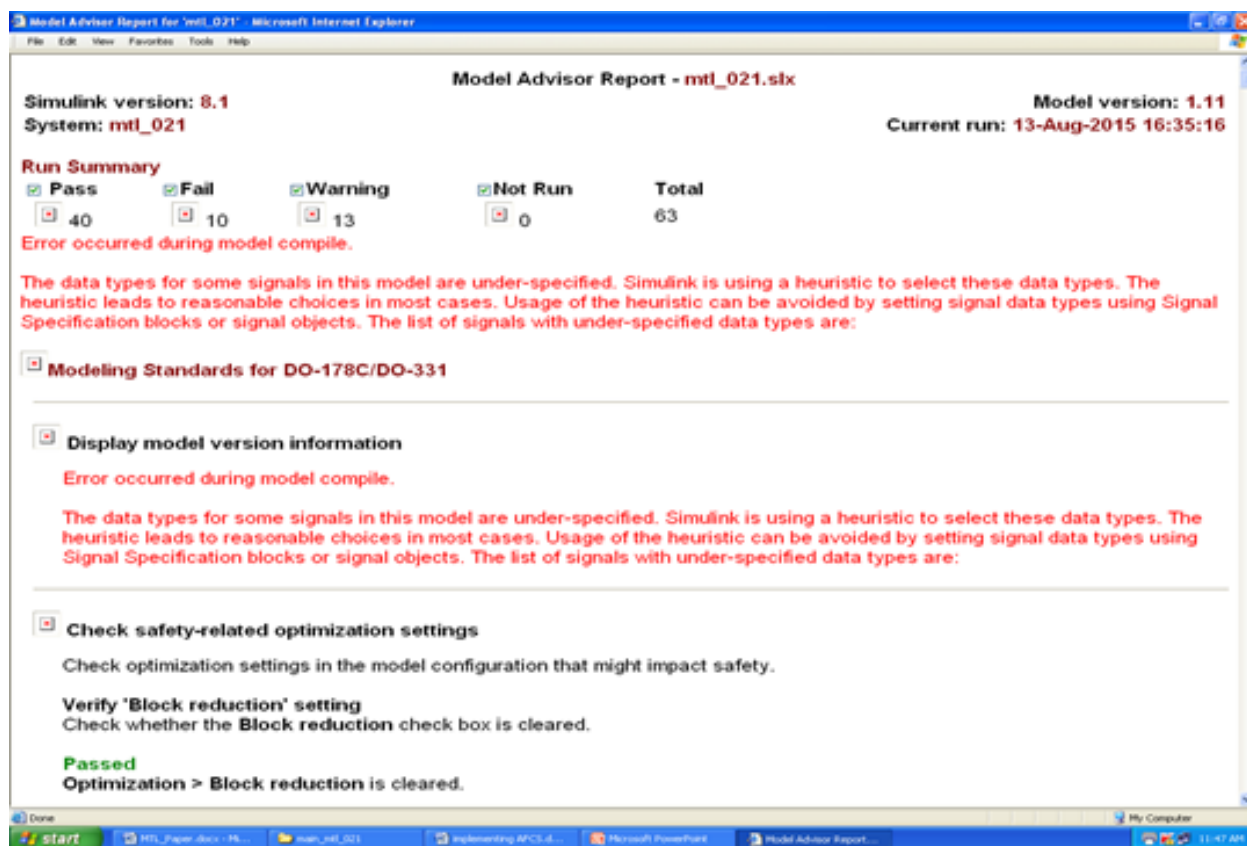 Model Advisor Report for 'mtl_021' - Microsoft Internet Explorer
File Edit View Favorites Tools Help
Model Advisor Report - mtl_021.slx
Simulink version: 8.1 Model version: 1.11
System: mtl_021 Current run: 13-Aug-2015 16:35:16
Run Summary
Pass Fail Warning Not Run Total
40 10 13 0 63
Error occurred during model compile.
The data types for some signals in this model are under-specified. Simulink is using a heuristic to select these data types. The
heuristic leads to reasonable choices in most cases. Usage of the heuristic can be avoided by setting signal data types using Signal
Specification blocks or signal objects. The list of signals with under-specified data types are:
Modeling Standards for DO-178C/DO-331
Display model version information
Error occurred during model compile.
The data types for some signals in this model are under-specified. Simulink is using a heuristic to select these data types. The
heuristic leads to reasonable choices in most cases. Usage of the heuristic can be avoided by setting signal data types using
Signal Specification blocks or signal objects. The list of signals with under-specified data types are:
Check safety-related optimization settings
Check optimization settings in the model configuration that might impact safety.
Verify 'Block reduction' setting
Check whether the Block reduction check box is cleared.
Passed
Optimization > Block reduction is cleared.
Done My Computer
start MTL_Paper.docx - Mi... main_mtl_021 implementing AFCS.d... Microsoft PowerPoint Model Advisor Report... 11:47 AM